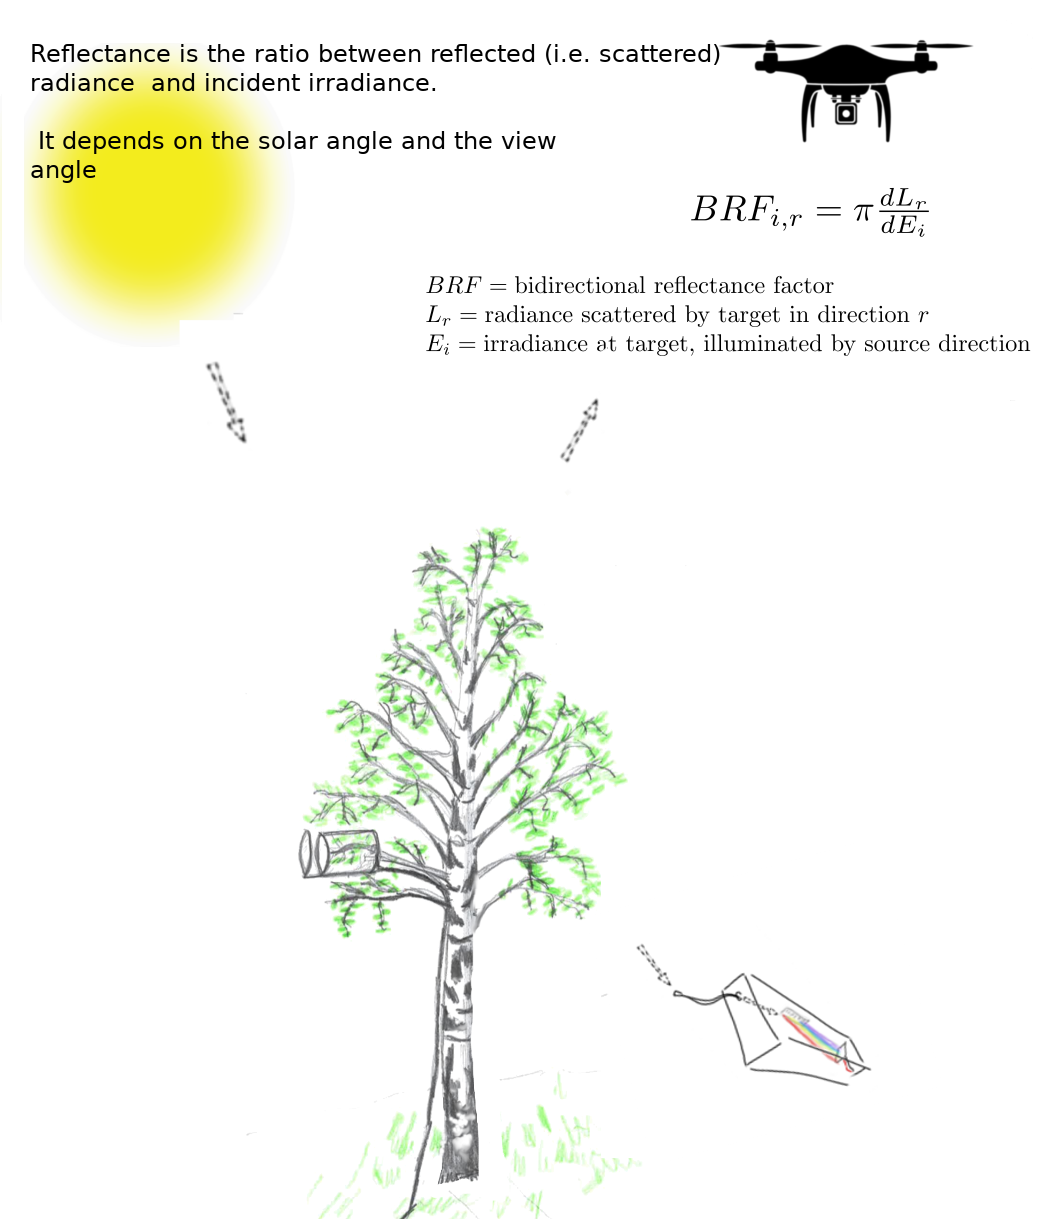 Reflectance is the ratio between reflected (i.e. scattered)
radiance  and incident irradiance.
It depends on the solar angle and the view
angle
BRF_{i,r} = π dL_r/dE_i
BRF = bidirectional reflectance factor
L_r = radiance scattered by target in direction r
E_i = irradiance at target, illuminated by source direction